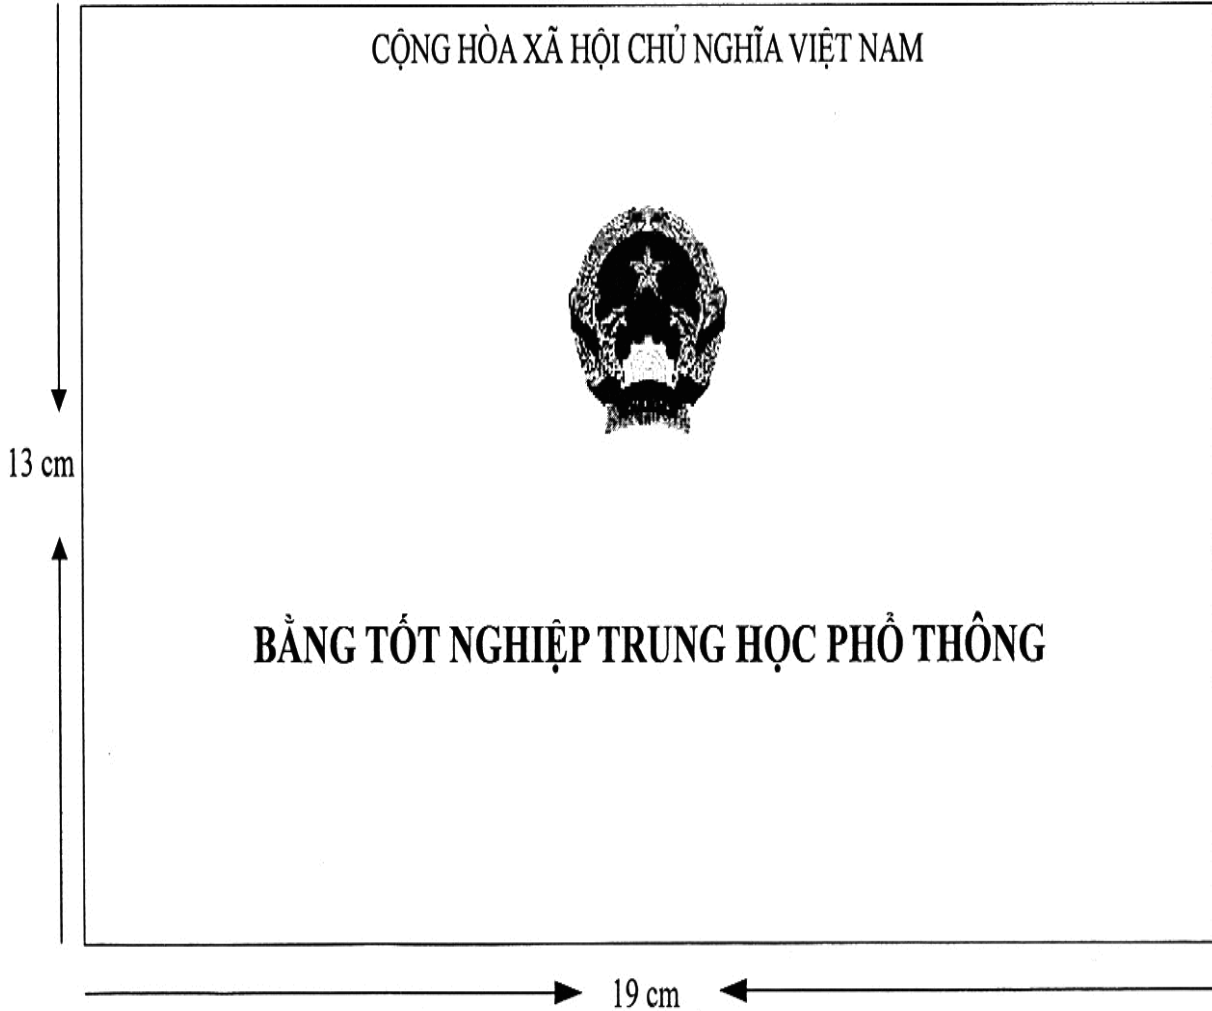 CỘNG HÒA XÃ HỘI CHỦ NGHĨA VIỆT NAM
13 cm
BẰNG TỐT NGHIỆP TRUNG HỌC PHỔ THÔNG
19 cm